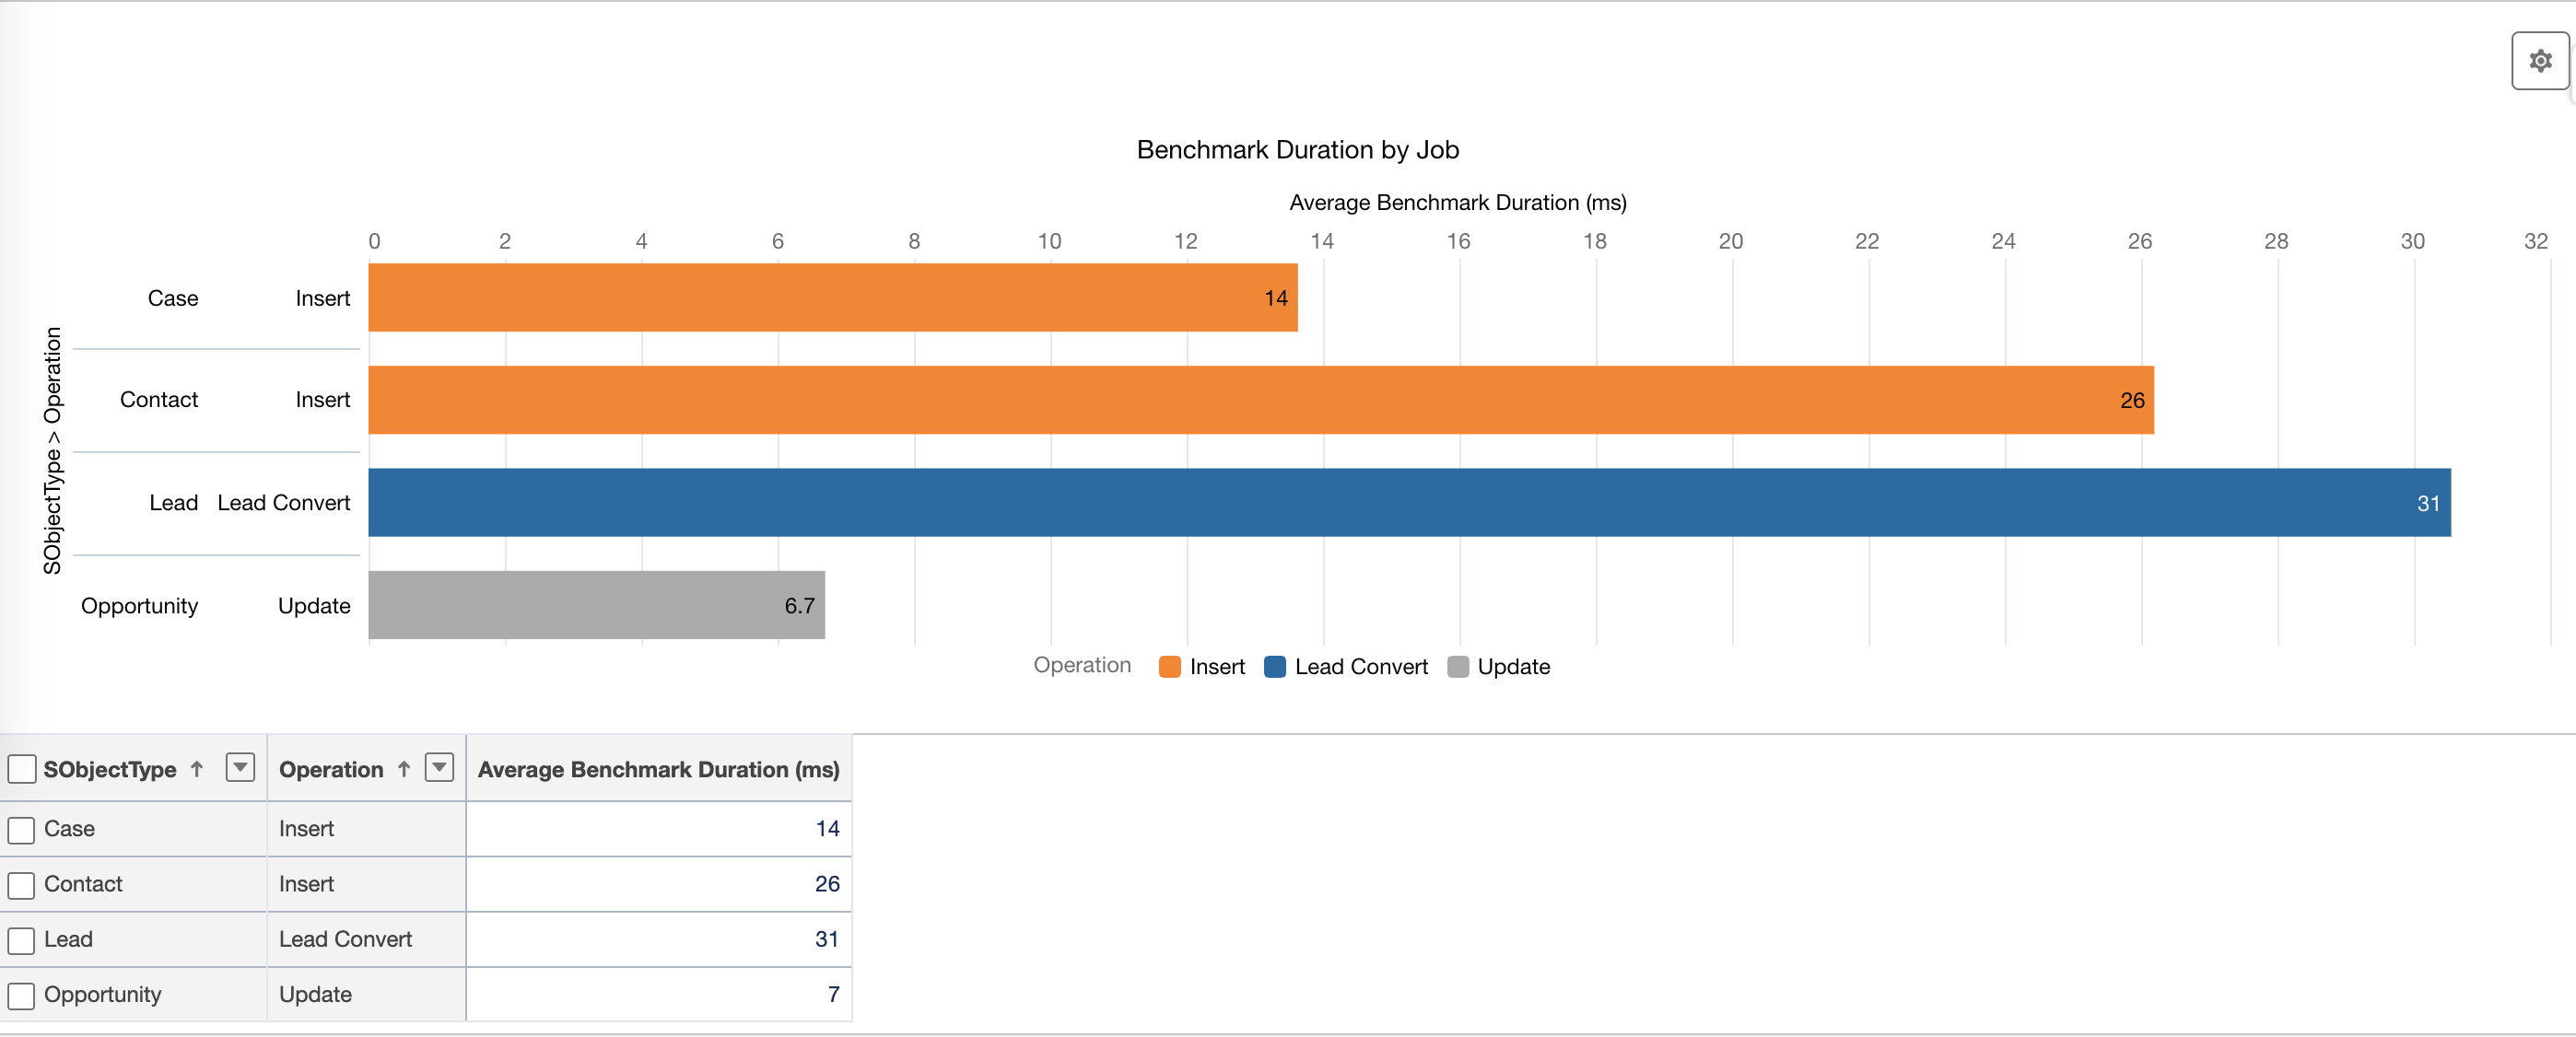 Benchmark Duration by Job
Average Benchmark Duration (ms)
0 2 4 6 8 10 12 14 16 18 20 22 24 26 28 30 32
SObjectType > Operation
Case Insert 14
Contact Insert 26
Lead Lead Convert 31
Opportunity Update 6.7
Operation Insert Lead Convert Update
SObjectType ↑ Operation ↑ Average Benchmark Duration (ms)
Case Insert 14
Contact Insert 26
Lead Lead Convert 31
Opportunity Update 7